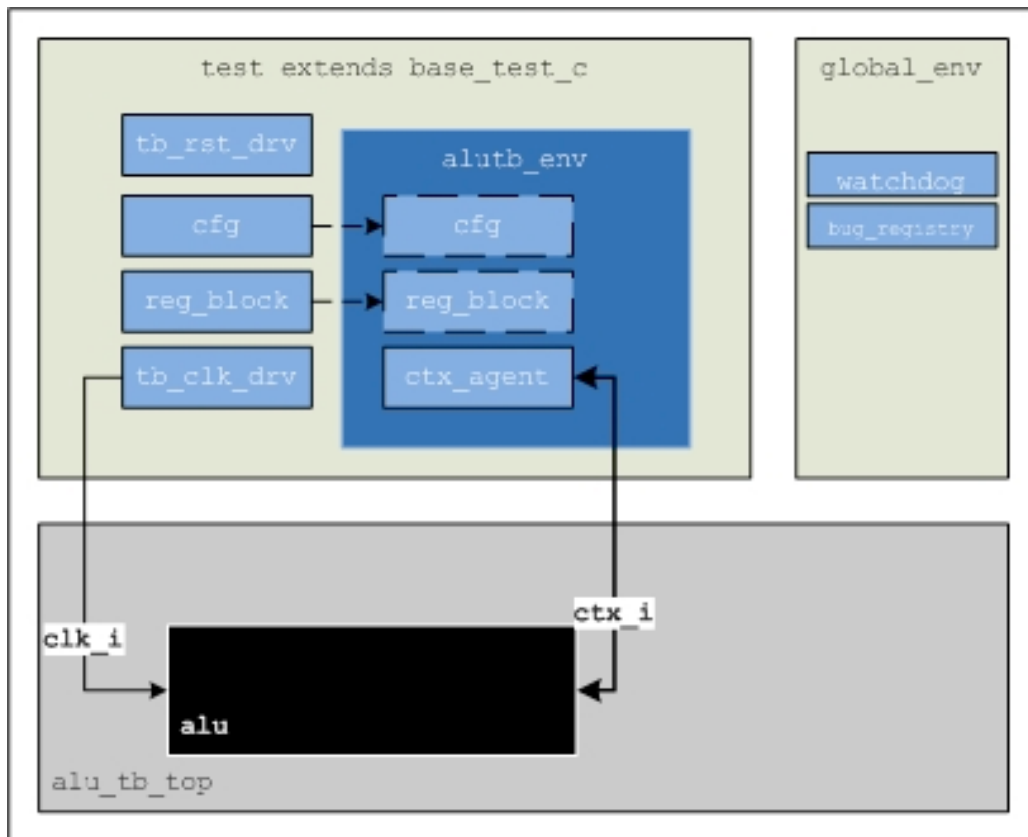 test extends base_test_c
global_env
tb_rst_drv
alutb_env
watchdog
cfg
cfg
bug_registry
reg_block
reg_block
tb_clk_drv
ctx_agent
clk_i
ctx_i
alu
alu_tb_top